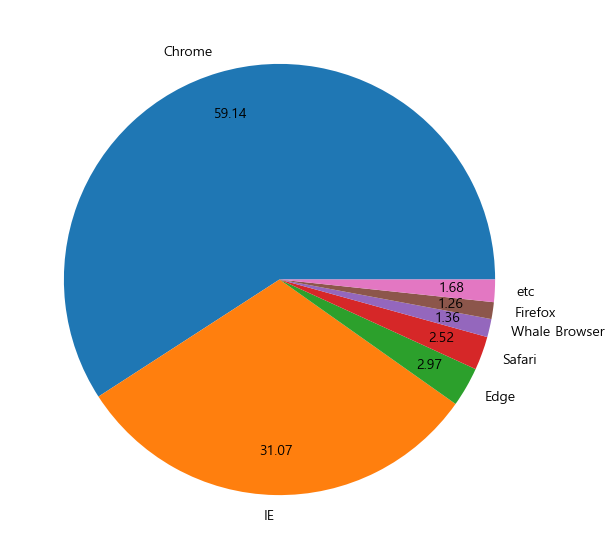 Chrome
59.14
etc
1.68
Firefox
1.26
Whale Browser
1.36
Safari
2.52
Edge
2.97
IE
31.07